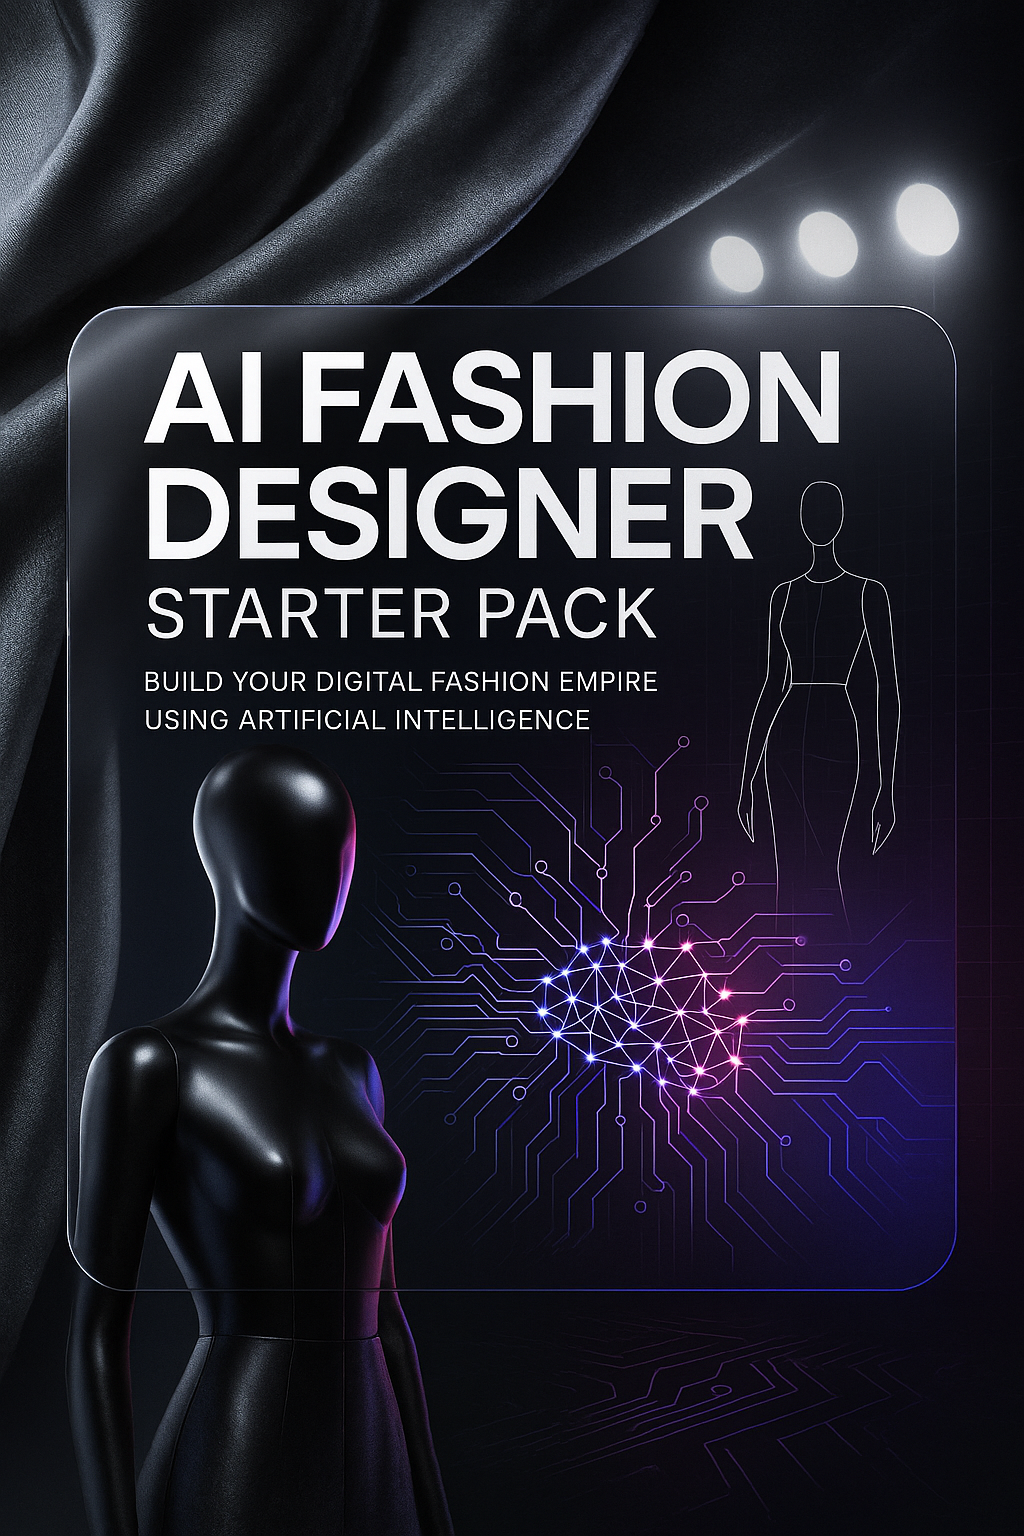 AI FASHION
DESIGNER
STARTER PACK
BUILD YOUR DIGITAL FASHION EMPIRE
USING ARTIFICIAL INTELLIGENCE